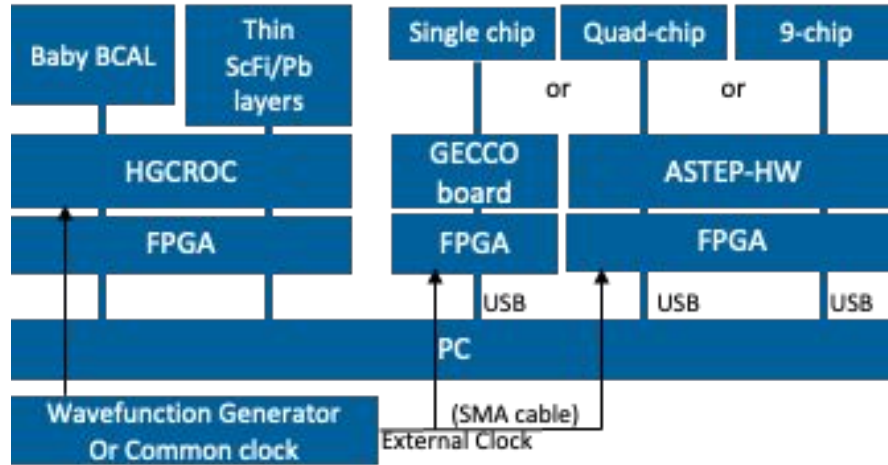 Baby BCAL
Thin
ScFi/Pb
layers
Single chip
Quad-chip
9-chip
or
or
HGCROC
GECCO
board
ASTEP-HW
FPGA
FPGA
FPGA
USB
USB
USB
PC
Wavefunction Generator
Or Common clock
(SMA cable)
External Clock